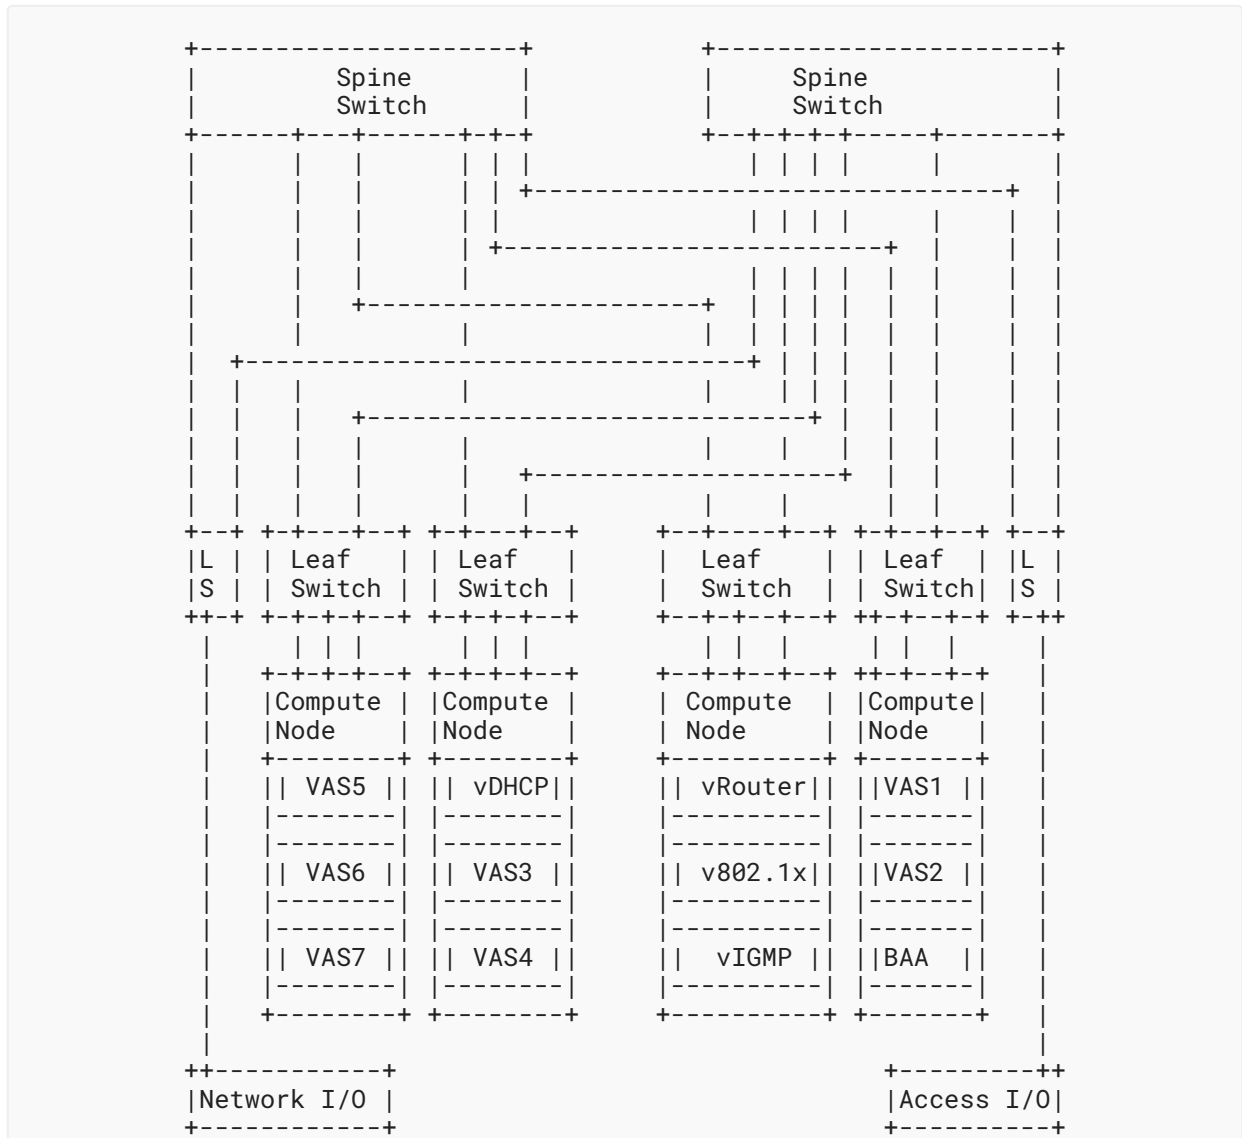 Spine Spine
Switch Switch
L Leaf Leaf Leaf Leaf L
S Switch Switch Switch Switch S
Compute Compute Compute Compute
Node Node Node Node
VAS5 vDHCP vRouter VAS1
VAS6 VAS3 v802.1x VAS2
VAS7 VAS4 vIGMP BAA
Network I/O Access I/O